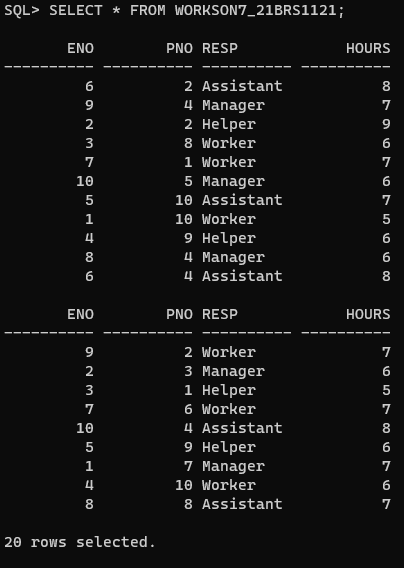 SQL> SELECT * FROM WORKSON7_21BRS1121;
ENO PNO RESP HOURS
---------- ---------- ---------- ----------
6 2 Assistant 8
9 4 Manager 7
2 2 Helper 9
3 8 Worker 6
7 1 Worker 7
10 5 Manager 6
5 10 Assistant 7
1 10 Worker 5
4 9 Helper 6
8 4 Manager 6
6 4 Assistant 8
ENO PNO RESP HOURS
---------- ---------- ---------- ----------
9 2 Worker 7
2 3 Manager 6
3 1 Helper 5
7 6 Worker 7
10 4 Assistant 8
5 9 Helper 6
1 7 Manager 7
4 10 Worker 6
8 8 Assistant 7
20 rows selected.